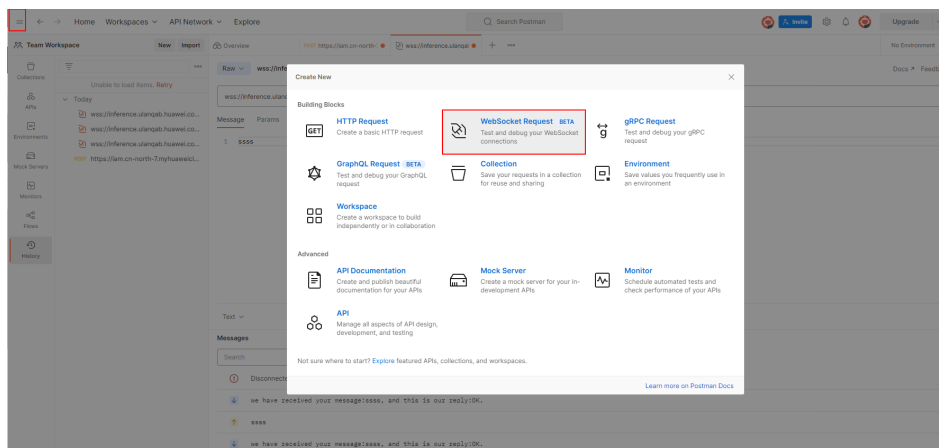 Home Workspaces API Network Explore Search Postman Invite Upgrade
Team Workspace New Import Overview POST https://iam.cn-north- wss://inference.ulanqab No Environment
Collections
APIs
Environments
Mock Servers
Monitors
Flows
History
Unable to load items. Retry
Today
wss://inference.ulanqab.huawei.co...
wss://inference.ulanqab.huawei.co...
wss://inference.ulanqab.huawei.co...
POST https://iam.cn-north-7.myhuaweicl...
Raw wss://infe Docs
wss://inference.ulanq
Message Params
1 ssss
Create New
Building Blocks
GET
HTTP Request
Create a basic HTTP request
WebSocket Request BETA
Test and debug your WebSocket
connections
gRPC Request
Test and debug your gRPC
request
GraphQL Request BETA
Test and debug your GraphQL
request
Collection
Save your requests in a collection
for reuse and sharing
Environment
Save values you frequently use in
an environment
Workspace
Create a workspace to build
independently or in collaboration
Advanced
API Documentation
Create and publish beautiful
documentation for your APIs
Mock Server
Create a mock server for your in-
development APIs
Monitor
Schedule automated tests and
check performance of your APIs
API
Manage all aspects of API design,
development, and testing
Not sure where to start? Explore featured APIs, collections, and workspaces.
Learn more on Postman Docs
Text
Messages
Search
Disconnecte
we have received your message:ssss, and this is our reply:OK.
ssss
we have received your message:ssss, and this is our reply:OK.